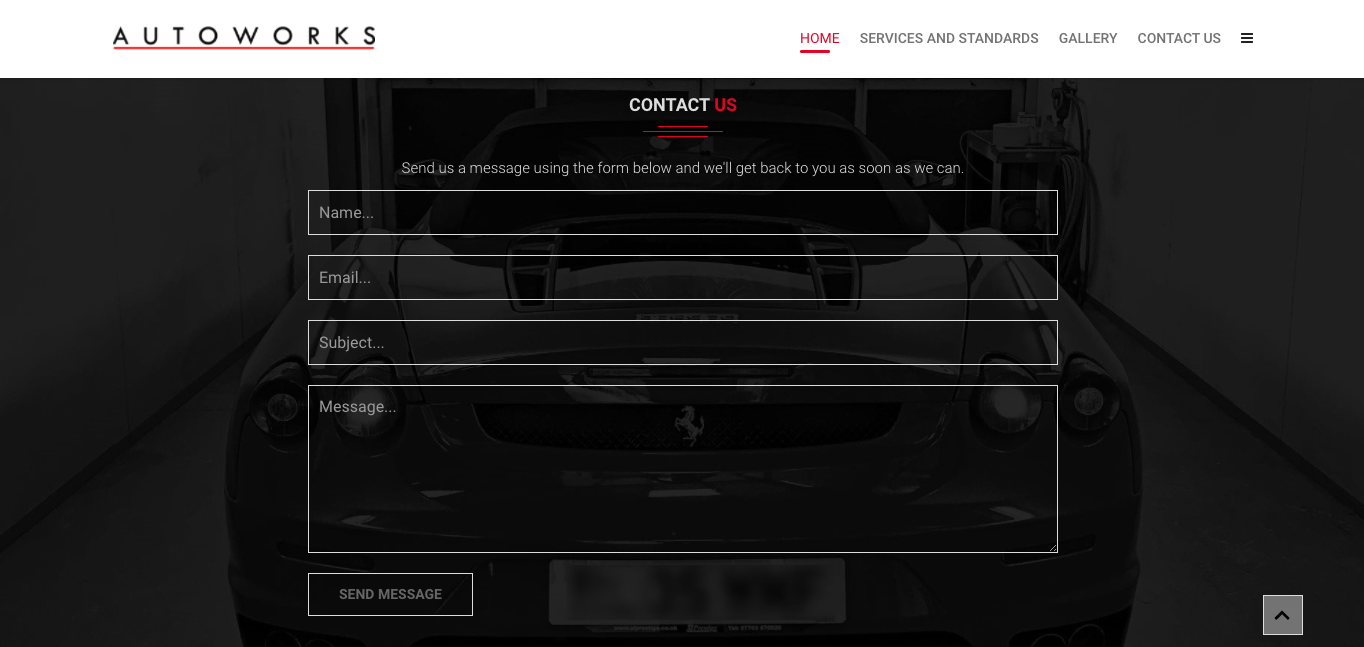 AUTOWORKS
HOME SERVICES AND STANDARDS GALLERY CONTACT US
CONTACT US
Send us a message using the form below and we'll get back to you as soon as we can.
Name...
Email...
Subject...
Message...
SEND MESSAGE